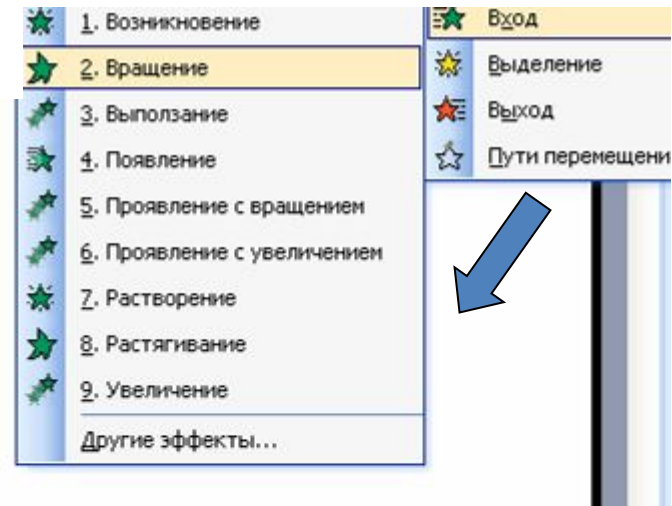 1. Возникновение
2. Вращение
3. Выползание
4. Появление
5. Проявление с вращением
6. Проявление с увеличением
7. Растворение
8. Растягивание
9. Увеличение
Другие эффекты...
Вход
Выделение
Выход
Пути перемещени